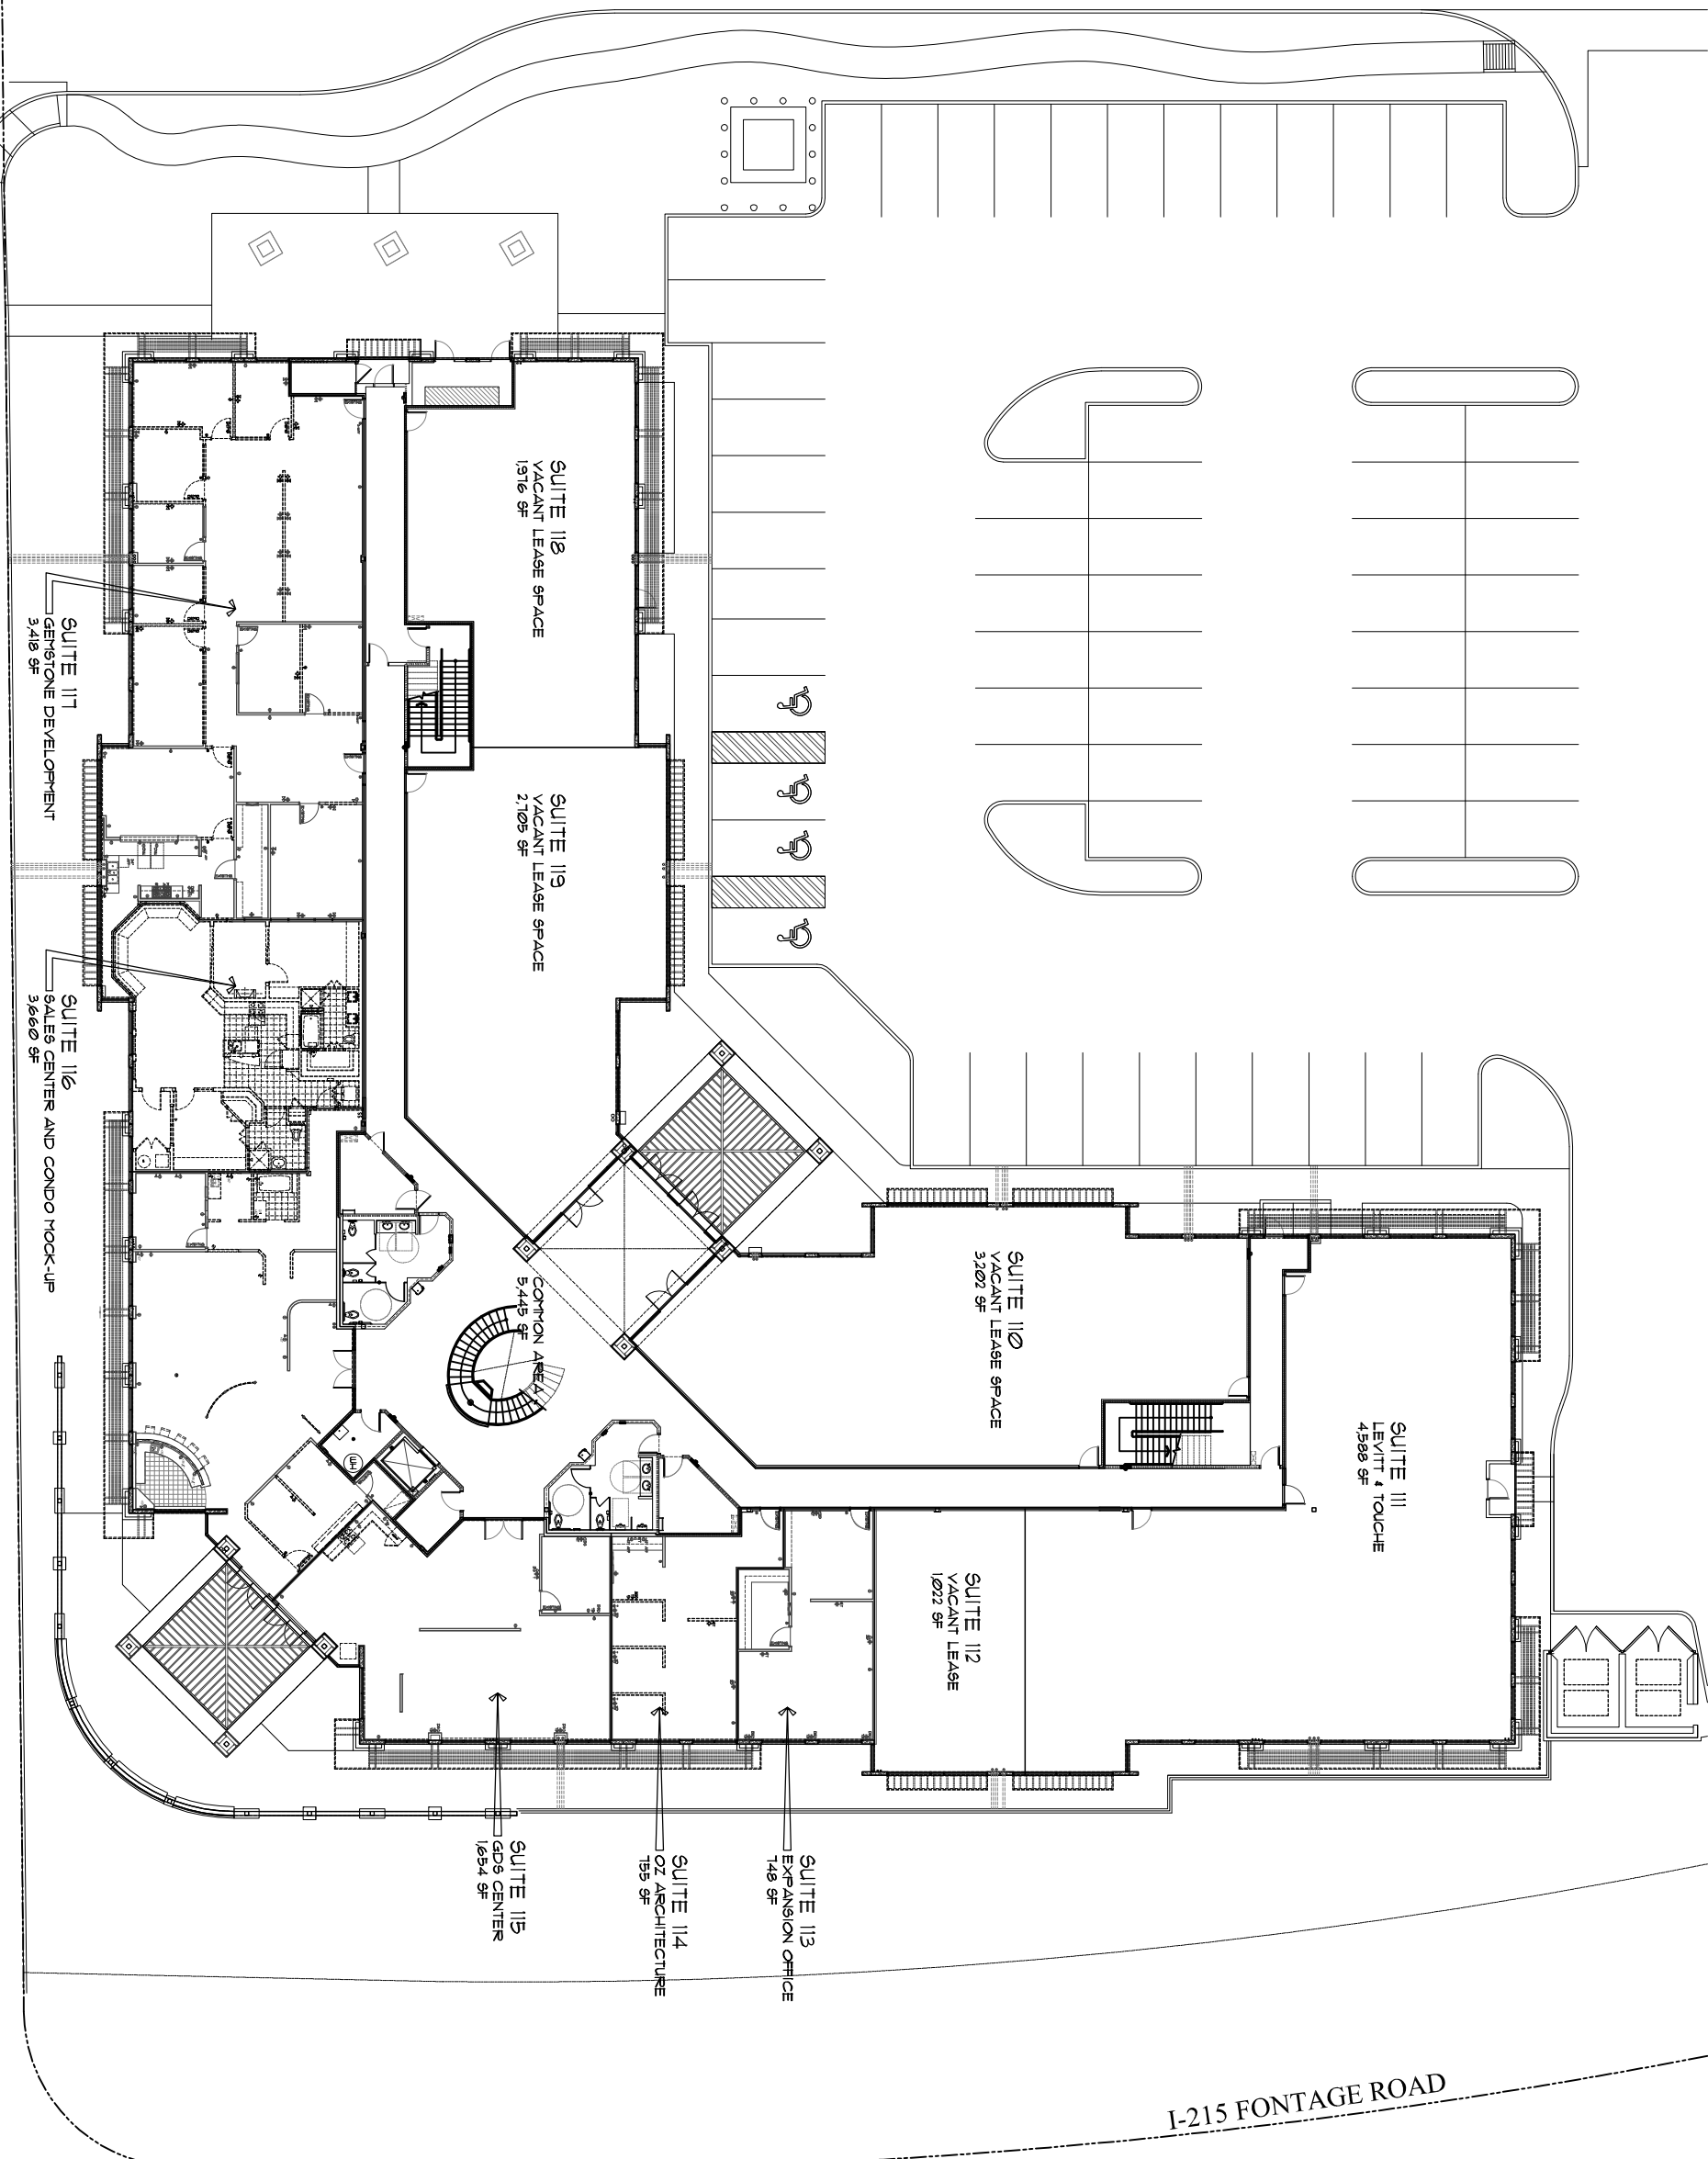 SUITE 118
VACANT LEASE SPACE
1,976 SF
SUITE 117
GEMSTONE DEVELOPMENT
3,418 SF
SUITE 119
VACANT LEASE SPACE
2,705 SF
SUITE 116
SALES CENTER AND CONDO MOCK-UP
3,660 SF
SUITE 110
VACANT LEASE SPACE
3,202 SF
COMMON AREA
5,445 SF
SUITE 111
LEVITT & TOUCHE
4,588 SF
SUITE 112
VACANT LEASE
1,022 SF
WH
SUITE 113
EXPANSION OFFICE
748 SF
SUITE 114
OZ ARCHITECTURE
755 SF
SUITE 115
GDS CENTER
1,654 SF
I-215 FONTAGE ROAD